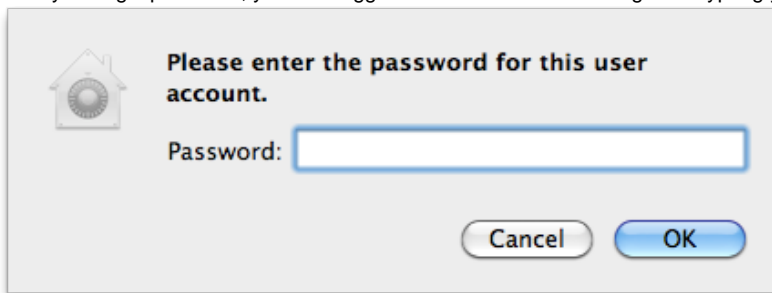 Please enter the password for this user
account.
Password:
Cancel
OK